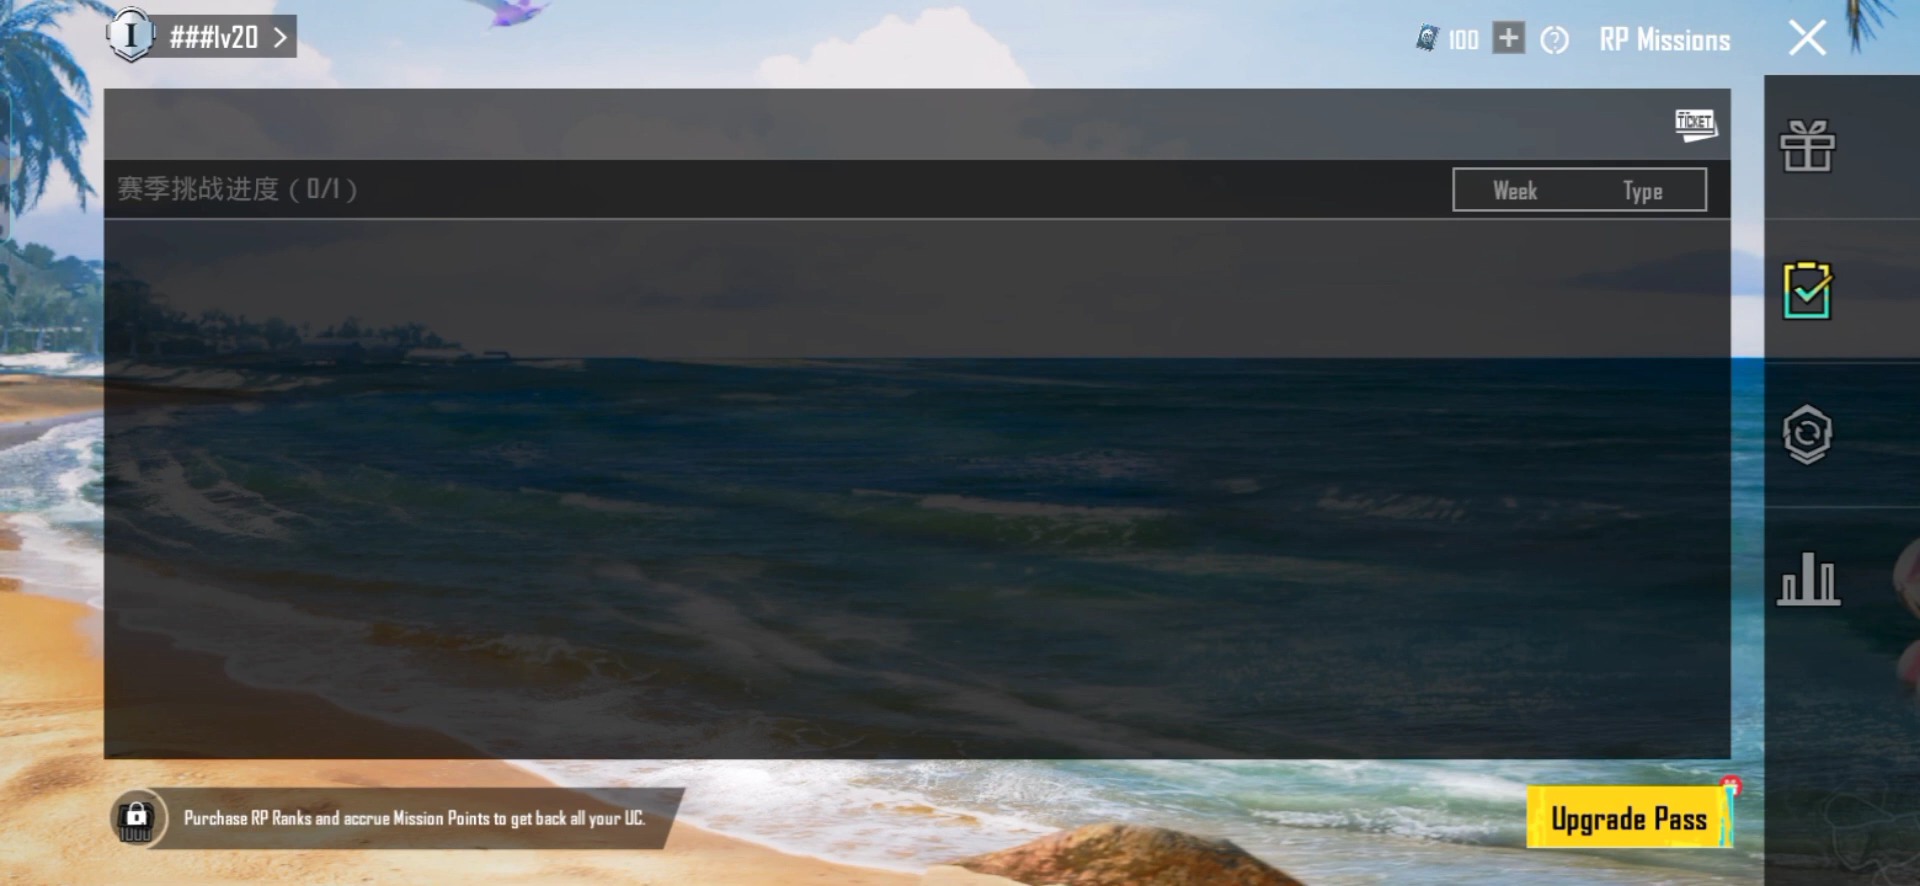 I ###lv20 >
100
RP Missions
TICKET
赛季挑战进度（0/1）
Week Type
1000
Purchase RP Ranks and accrue Mission Points to get back all your UC.
Upgrade Pass